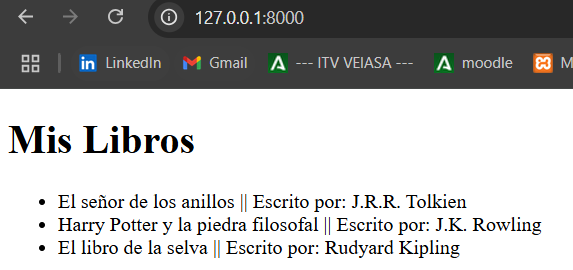 127.0.0.1:8000
LinkedIn Gmail --- ITV VEIASA --- moodle M
Mis Libros
El señor de los anillos || Escrito por: J.R.R. Tolkien
Harry Potter y la piedra filosofal || Escrito por: J.K. Rowling
El libro de la selva || Escrito por: Rudyard Kipling